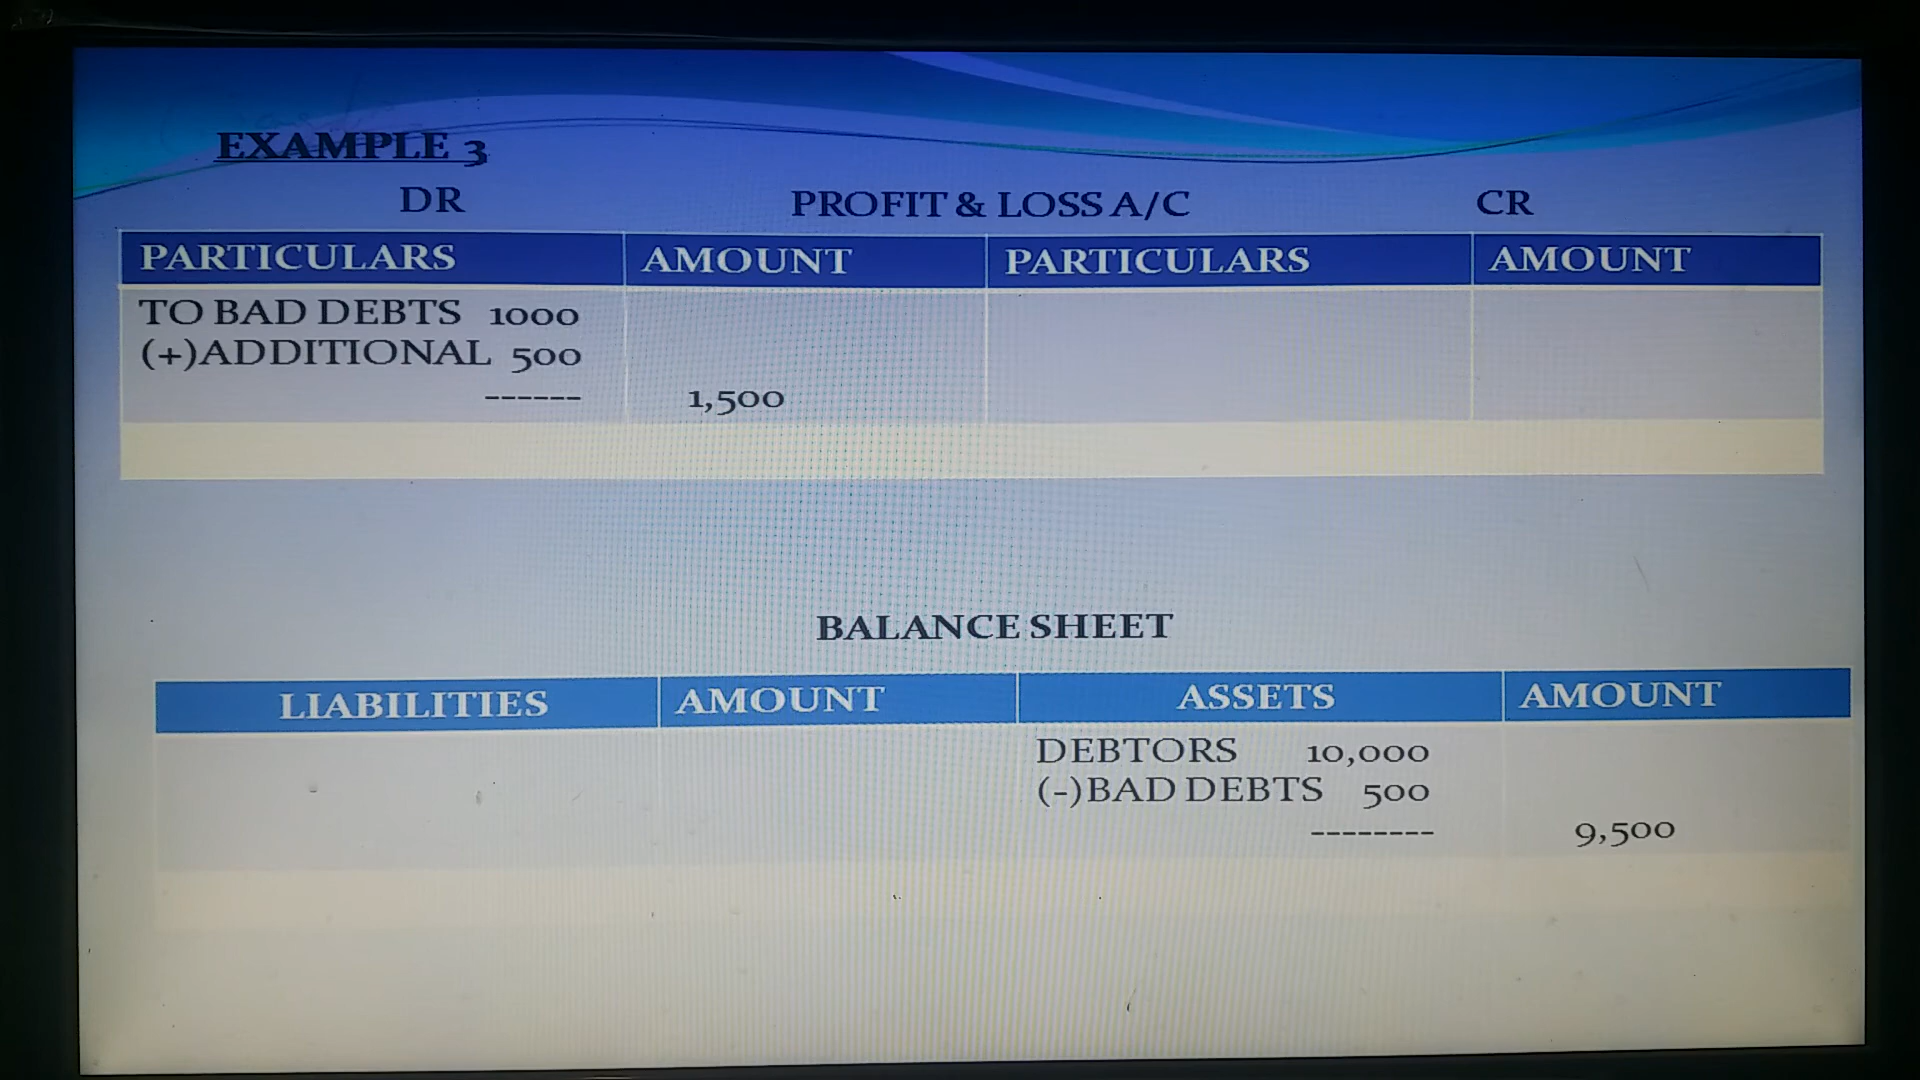 EXAMPLE 3
DR PROFIT & LOSS A/C CR
PARTICULARS AMOUNT PARTICULARS AMOUNT
TO BAD DEBTS 1000
(+)ADDITIONAL 500
------ 1,500
BALANCE SHEET
LIABILITIES AMOUNT ASSETS AMOUNT
DEBTORS 10,000
(-)BAD DEBTS 500
-------- 9,500